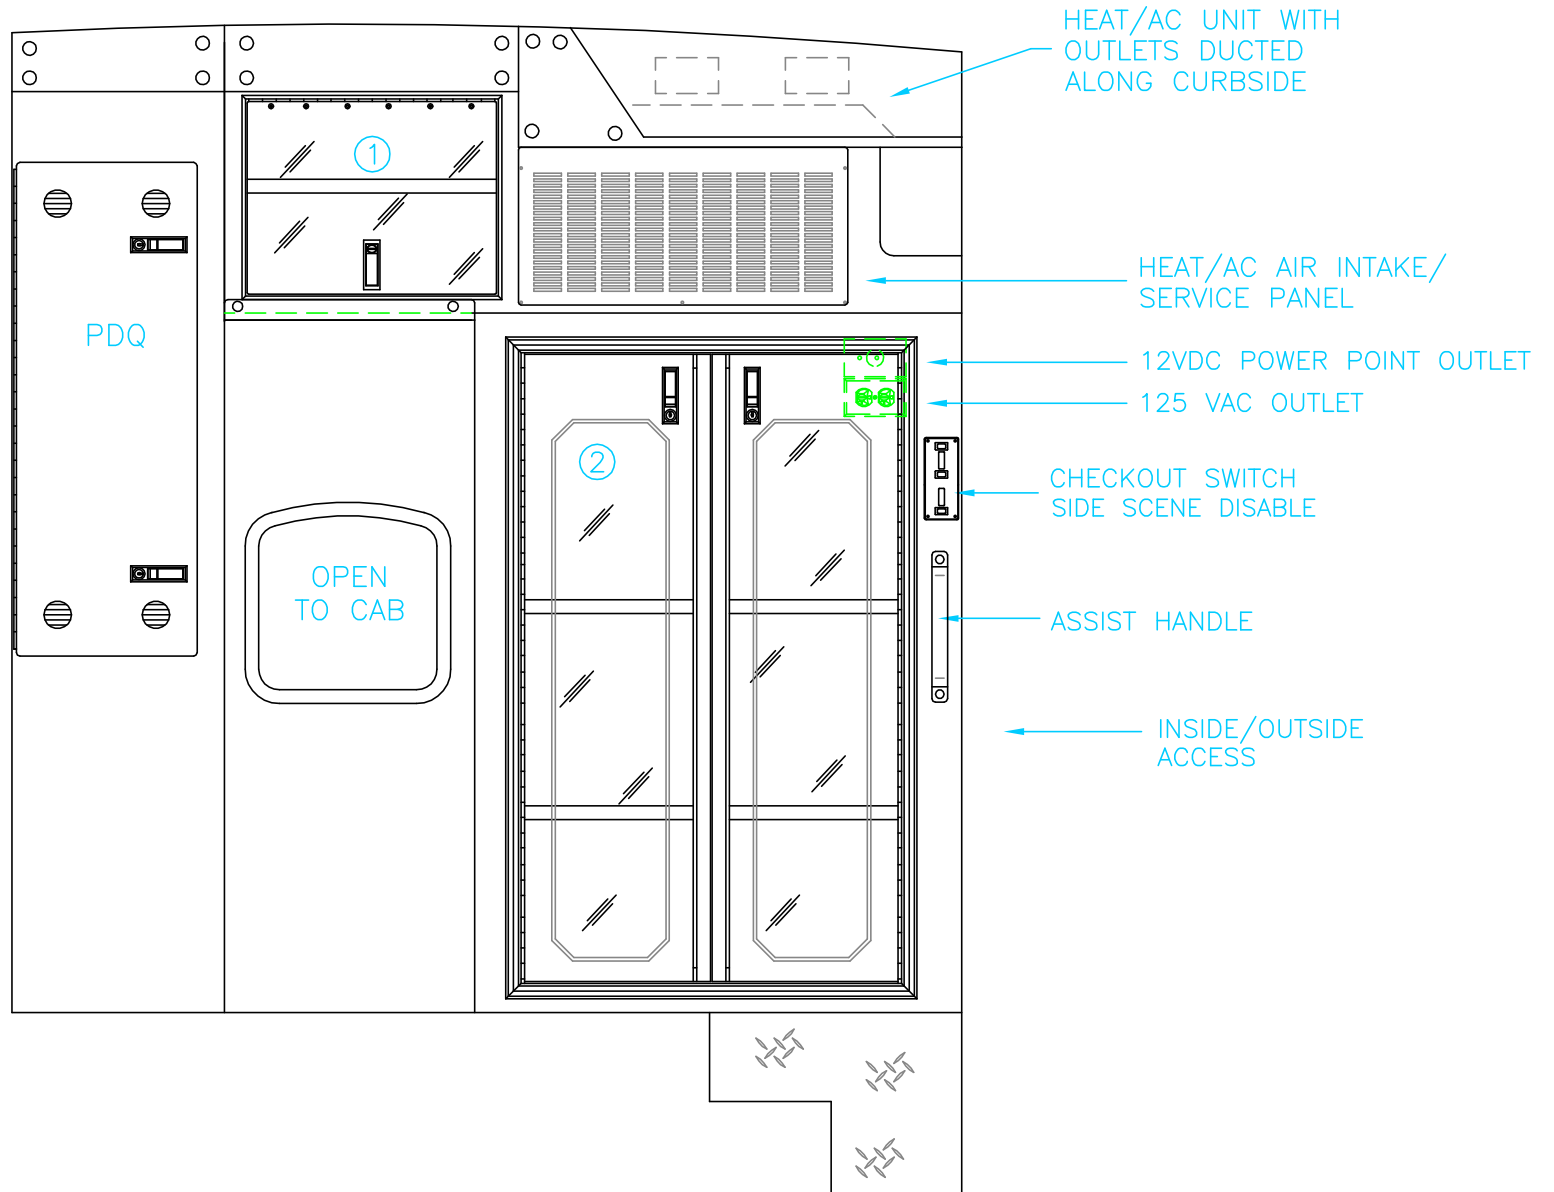 HEAT/AC UNIT WITH
OUTLETS DUCTED
ALONG CURBSIDE
1
HEAT/AC AIR INTAKE/
SERVICE PANEL
PDQ
12VDC POWER POINT OUTLET
125 VAC OUTLET
2
CHECKOUT SWITCH
SIDE SCENE DISABLE
OPEN
TO CAB
ASSIST HANDLE
INSIDE/OUTSIDE
ACCESS